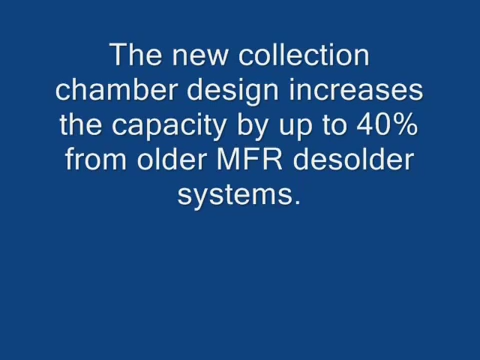 The new collection
chamber design increases
the capacity by up to 40%
from older MFR desolder
systems.